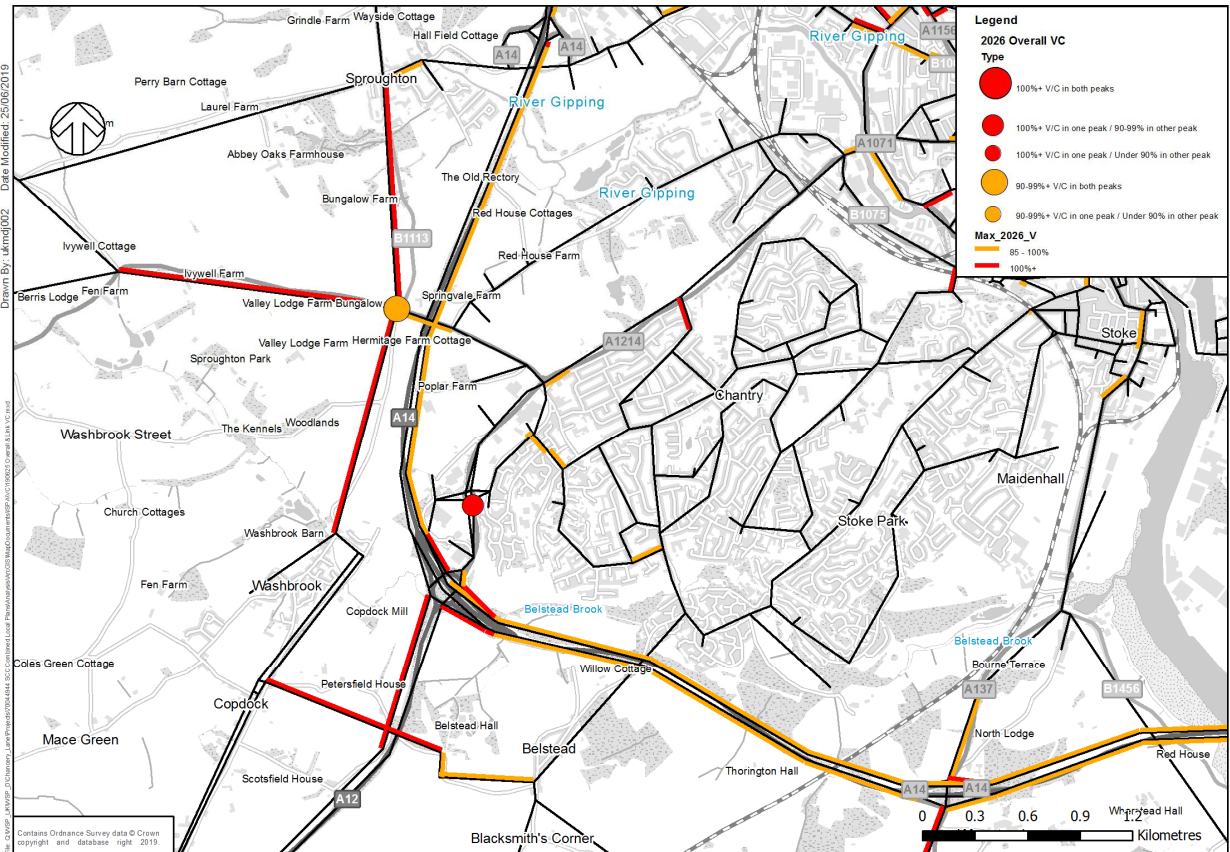 Grindle Farm
Wayside Cottage
Hall Field Cottage
A14
A14
River Gipping
A1156
Perry Barn Cottage
Sproughton
Laurel Farm
River Gipping
Abbey Oaks Farmhouse
A1071
The Old Rectory
Bungalow Farm
River Gipping
Red House Cottages
B1075
B1113
Ivywell Cottage
Red House Farm
Ivywell Farm
Berris Lodge
Fen Farm
Valley Lodge Farm Bungalow
Springvale Farm
Valley Lodge Farm
Hermitage Farm Cottage
A1214
Stoke
Sproughton Park
Poplar Farm
Chantry
A14
The Kennels
Woodlands
Washbrook Street
Maidenhall
Church Cottages
Stoke Park
Washbrook Barn
Fen Farm
Washbrook
Copdock Mill
Belstead Brook
Belstead Brook
Coles Green Cottage
Willow Cottage
Bourne Terrace
Petersfield House
A137
B1456
Copdock
Belstead Hall
Mace Green
Belstead
North Lodge
Red House
Scotsfield House
Thorington Hall
A14
A14
A12
Wherstead Hall
Blacksmith's Corner
Legend
2026 Overall VC
Type
100%+ V/C in both peaks
100%+ V/C in one peak / 90-99% in other peak
100%+ V/C in one peak / Under 90% in other peak
90-99%+ V/C in both peaks
90-99%+ V/C in one peak / Under 90% in other peak
Max_2026_V
85 - 100%
100%+
0 0.3 0.6 0.9 1.2
Kilometres
Contains Ordnance Survey data © Crown
copyright and database right 2019.
Drawn By: ukmdj002 Date Modified: 25/06/2019